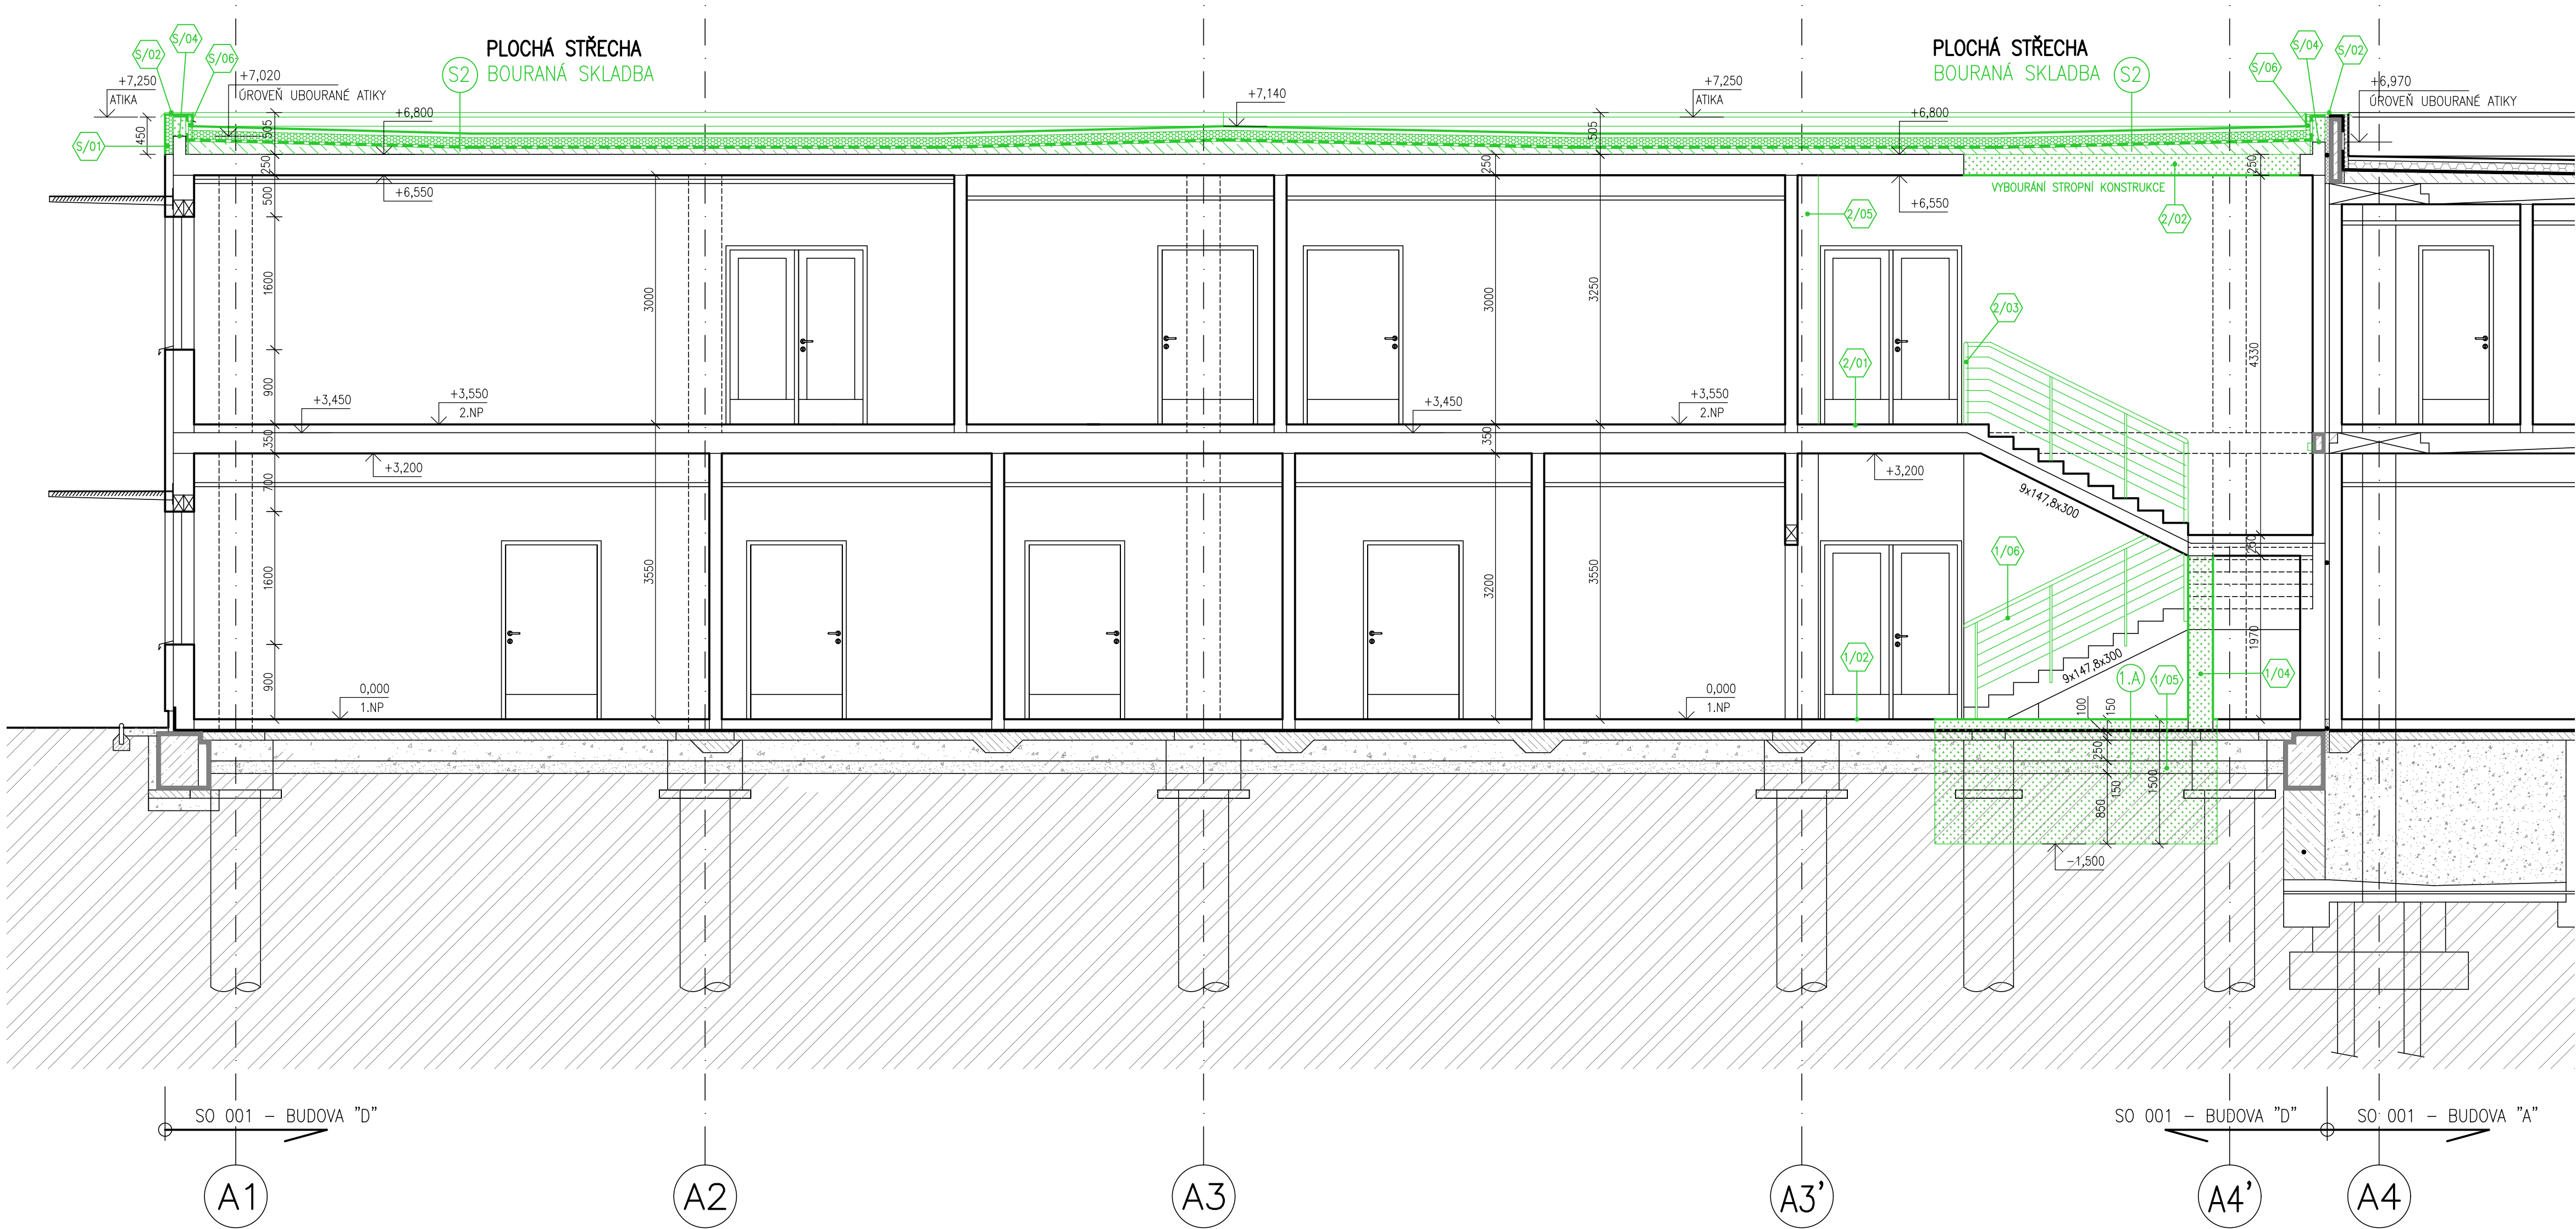 S/02
S/04
S/06
S/01
+7,250
ATIKA
+7,020
ÚROVEŇ UBOURANÉ ATIKY
PLOCHÁ STŘECHA
S2
BOURANÁ SKLADBA
+6,800
+7,140
+7,250
ATIKA
PLOCHÁ STŘECHA
BOURANÁ SKLADBA
S2
+6,800
S/06
S/04
S/02
+6,970
ÚROVEŇ UBOURANÉ ATIKY
450
505
250
500
+6,550
505
250
250
VYBOURÁNÍ STROPNÍ KONSTRUKCE
+6,550
2/05
2/02
1600
3000
3000
3250
2/03
4330
2/01
900
+3,450
+3,550
2.NP
+3,450
+3,550
2.NP
350
350
+3,200
+3,200
700
9x147,8x300
250
1600
3550
3200
3550
1/06
1970
9x147,8x300
1/02
1.A
1/05
1/04
900
0,000
1.NP
0,000
1.NP
100
150
250
150
850
1500
-1,500
SO 001 – BUDOVA "D"
SO 001 – BUDOVA "D"
SO 001 – BUDOVA "A"
A1
A2
A3
A3'
A4'
A4